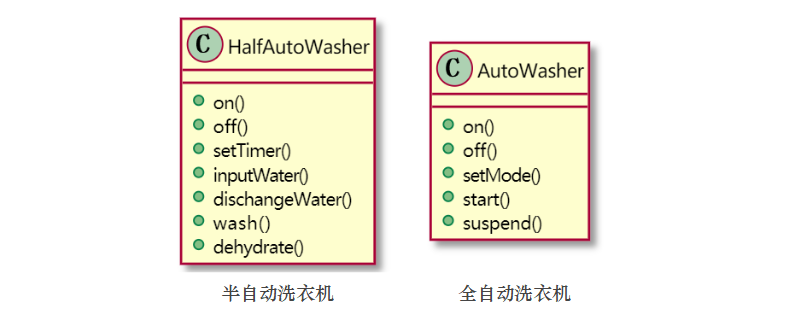 C HalfAutoWasher
on()
off()
setTimer()
inputWater()
dischangeWater()
wash()
dehydrate()
半自动洗衣机
C AutoWasher
on()
off()
setMode()
start()
suspend()
全自动洗衣机